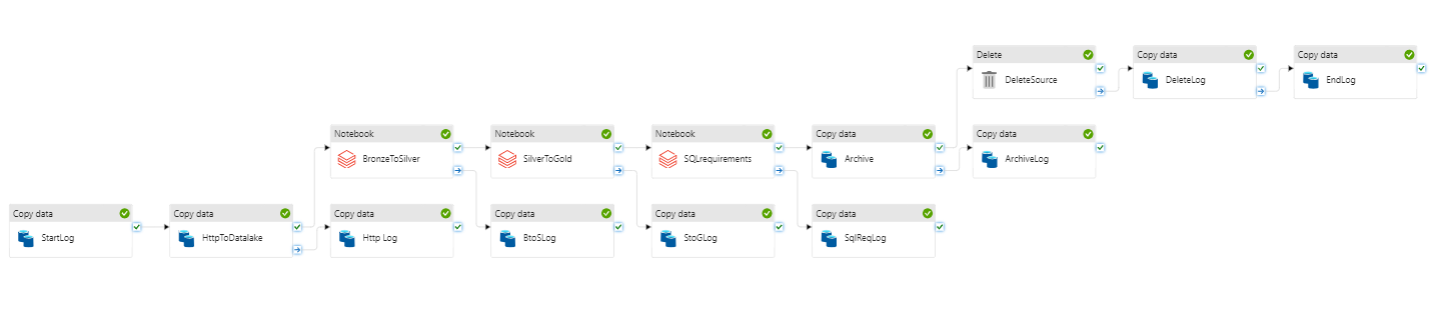 Delete
Copy data
Copy data
DeleteSource
DeleteLog
EndLog
Notebook
Notebook
Notebook
Copy data
Copy data
BronzeToSilver
SilverToGold
SQLrequirements
Archive
ArchiveLog
Copy data
Copy data
Copy data
Copy data
Copy data
Copy data
StartLog
HttpToDatalake
Http Log
BtoSLog
StoGLog
SqlReqLog